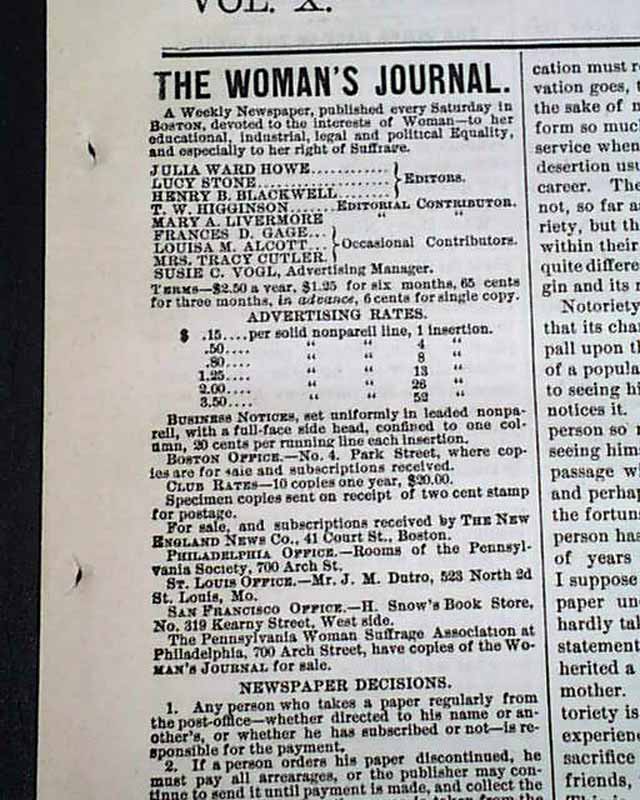 VOL. X.
THE WOMAN'S JOURNAL.
A Weekly Newspaper, published every Saturday in
BOSTON, devoted to the interests of Woman—to her
educational, industrial, legal and political Equality,
and especially to her right of Suffrage.
JULIA WARD HOWE............
LUCY STONE.................... } EDITORS.
HENRY B. BLACKWELL.......
T. W. HIGGINSON.......EDITORIAL CONTRIBUTOR.
MARY A. LIVERMORE " "
FRANCES D. GAGE...
LOUISA M. ALCOTT... } Occasional Contributors.
MRS. TRACY CUTLER.
SUSIE C. VOGL, Advertising Manager.
TERMS—$2.50 a year, $1.25 for six months, 65 cents
for three months, in advance, 6 cents for single copy.
ADVERTISING RATES.
$ .15....per solid nonpareil line, 1 insertion.
.50.... " " 4 "
.80.... " " 8 "
1.25.... " " 13 "
2.00.... " " 26 "
3.50.... " " 52 "
BUSINESS NOTICES, set uniformly in leaded nonpa-
reil, with a full-face side head, confined to one col-
umn, 20 cents per running line each insertion.
BOSTON OFFICE.—No. 4. Park Street, where cop-
ies are for sale and subscriptions received.
CLUB RATES—10 copies one year, $20.00.
Specimen copies sent on receipt of two cent stamp
for postage.
For sale, and subscriptions received by THE NEW
ENGLAND NEWS CO., 41 Court St., Boston.
PHILADELPHIA OFFICE.—Rooms of the Pennsyl-
vania Society, 700 Arch St.
ST. LOUIS OFFICE.—Mr. J. M. Dutro, 523 North 2d
St. Louis, Mo.
SAN FRANCISCO OFFICE.—H. Snow's Book Store,
No. 319 Kearny Street, West side.
The Pennsylvania Woman Suffrage Association at
Philadelphia, 700 Arch Street, have copies of the WO-
MAN'S JOURNAL for sale.
NEWSPAPER DECISIONS.
1. Any person who takes a paper regularly from
the post-office—whether directed to his name or an-
other's, or whether he has subscribed or not—is re-
sponsible for the payment.
2. If a person orders his paper discontinued, he
must pay all arrearages, or the publisher may con-
tinue to send it until payment is made, and collect the
cation must
vation goes,
the sake of
form so muc
service when
desertion usu
career. The
not, so far a
riety, but th
within their
quite differe
gin and its
Notoriety
that its cha
pall upon t
of a popula
to seeing hi
notices it.
person so
seeing him
passage w
and perhap
the fortun
person has
of years
I suppose
paper un
hardly tal
statement
herited a
mother.
toriety is
experien
sacrifice
friends,